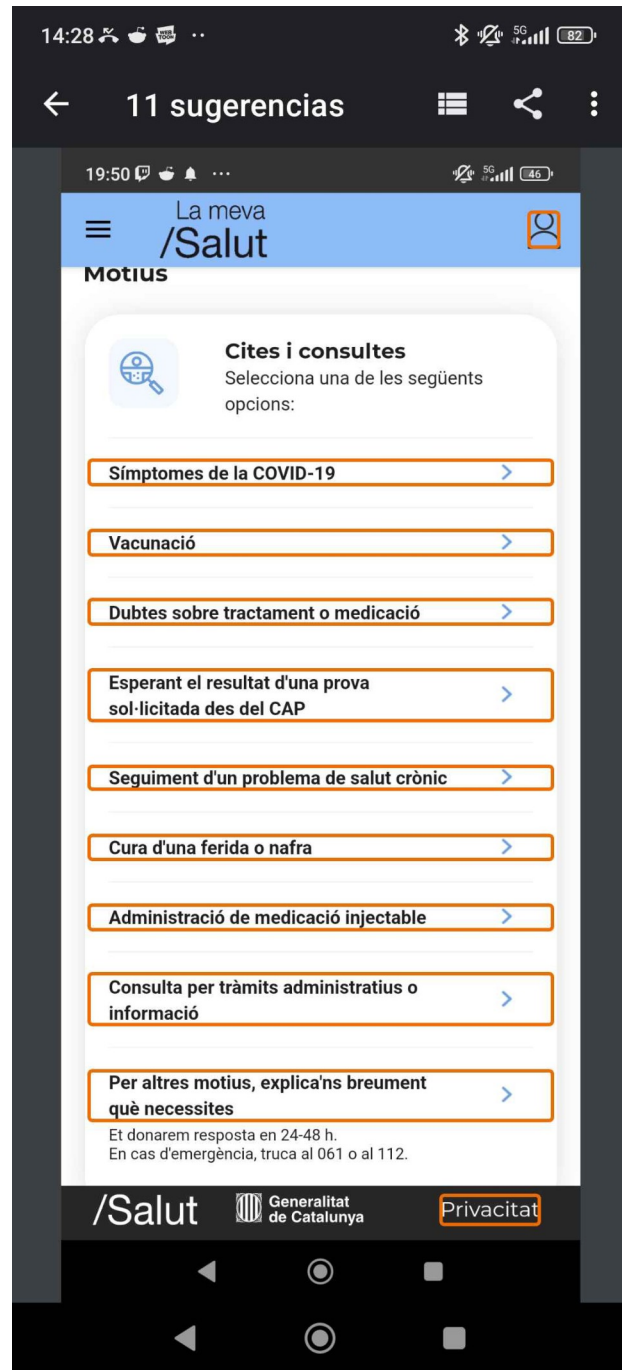 14:28
5G
82
11 sugerencias
19:50
5G
46
La meva
/Salut
Motius
Cites i consultes
Selecciona una de les següents
opcions:
Símptomes de la COVID-19
Vacunació
Dubtes sobre tractament o medicació
Esperant el resultat d'una prova
sol·licitada des del CAP
Seguiment d'un problema de salut crònic
Cura d'una ferida o nafra
Administració de medicació injectable
Consulta per tràmits administratius o
informació
Per altres motius, explica'ns breument
què necessites
Et donarem resposta en 24-48 h.
En cas d'emergència, truca al 061 o al 112.
/Salut
Generalitat
de Catalunya
Privacitat